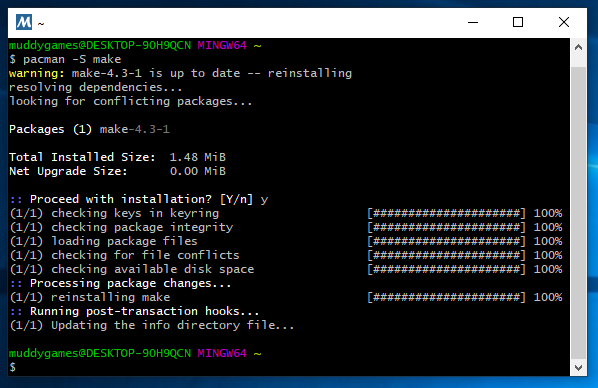 M ~
muddygames@DESKTOP-9OH9QCN MINGW64 ~
$ pacman -S make
warning: make-4.3-1 is up to date -- reinstalling
resolving dependencies...
looking for conflicting packages...
Packages (1) make-4.3-1
Total Installed Size:  1.48 MiB
Net Upgrade Size:      0.00 MiB
:: Proceed with installation? [Y/n] y
(1/1) checking keys in keyring                     [#####################] 100%
(1/1) checking package integrity                   [#####################] 100%
(1/1) loading package files                        [#####################] 100%
(1/1) checking for file conflicts                  [#####################] 100%
(1/1) checking available disk space                [#####################] 100%
:: Processing package changes...
(1/1) reinstalling make                            [#####################] 100%
:: Running post-transaction hooks...
(1/1) Updating the info directory file...
muddygames@DESKTOP-9OH9QCN MINGW64 ~
$